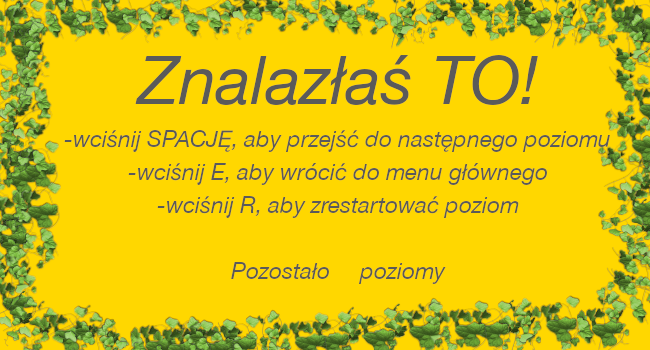 Znalazłaś TO!
-wciśnij SPACJĘ, aby przejść do następnego poziomu
-wciśnij E, aby wrócić do menu głównego
-wciśnij R, aby zrestartować poziom
Pozostało poziomy